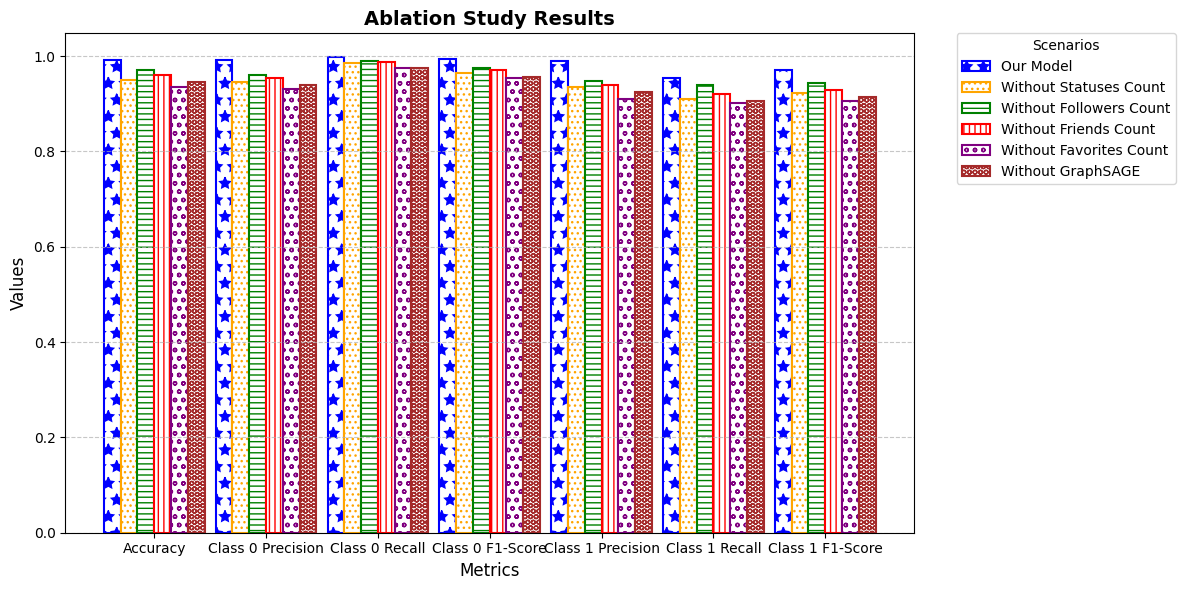 Ablation Study Results
Values
1.0
0.8
0.6
0.4
0.2
0.0
Accuracy
Class 0 Precision
Class 0 Recall
Class 0 F1-Score
Class 1 Precision
Class 1 Recall
Class 1 F1-Score
Metrics
Scenarios
Our Model
Without Statuses Count
Without Followers Count
Without Friends Count
Without Favorites Count
Without GraphSAGE